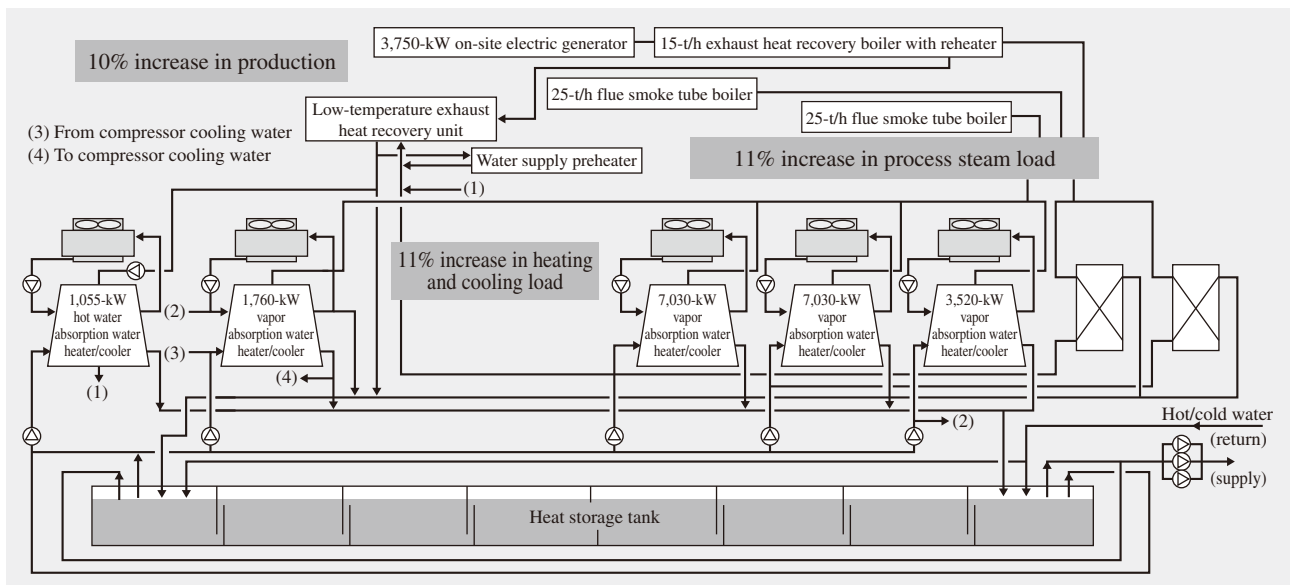 3,750-kW on-site electric generator
15-t/h exhaust heat recovery boiler with reheater
10% increase in production
25-t/h flue smoke tube boiler
Low-temperature exhaust
heat recovery unit
25-t/h flue smoke tube boiler
(3) From compressor cooling water
(4) To compressor cooling water
Water supply preheater
11% increase in process steam load
(1)
11% increase in heating
and cooling load
1,055-kW
hot water
absorption water
heater/cooler
(2)
(3)
(1)
1,760-kW
vapor
absorption water
heater/cooler
(4)
7,030-kW
vapor
absorption water
heater/cooler
7,030-kW
vapor
absorption water
heater/cooler
3,520-kW
vapor
absorption water
heater/cooler
(2)
Hot/cold water
(return)
(supply)
Heat storage tank